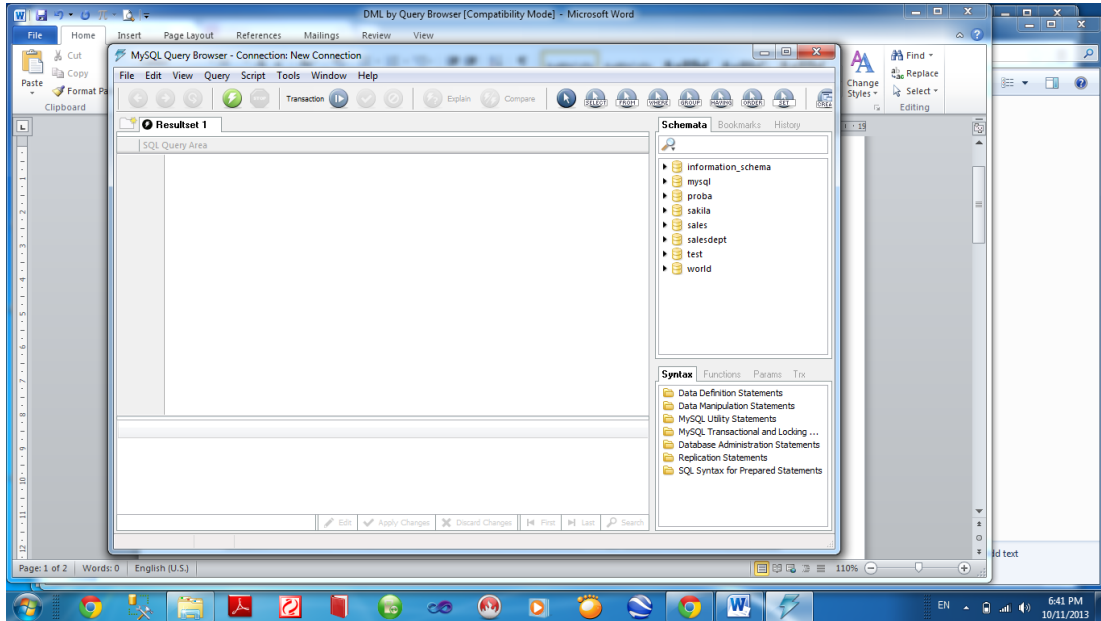 DML by Query Browser [Compatibility Mode] - Microsoft Word
File Home Insert Page Layout References Mailings Review View
Paste
Cut
Copy
Format Pa
Clipboard
Change Styles
Find
Replace
Select
Editing
MySQL Query Browser - Connection: New Connection
File Edit View Query Script Tools Window Help
Transaction Explain Compare SELECT FROM WHERE GROUP HAVING ORDER SET CREA
Resultset 1
SQL Query Area
Schemata Bookmarks History
information_schema
mysql
proba
sakila
sales
salesdept
test
world
Syntax Functions Params Trx
Data Definition Statements
Data Manipulation Statements
MySQL Utility Statements
MySQL Transactional and Locking ...
Database Administration Statements
Replication Statements
SQL Syntax for Prepared Statements
Edit Apply Changes Discard Changes First Last Search
dd text
Page: 1 of 2 Words: 0 English (U.S.) 110%
EN 6:41 PM
10/11/2013